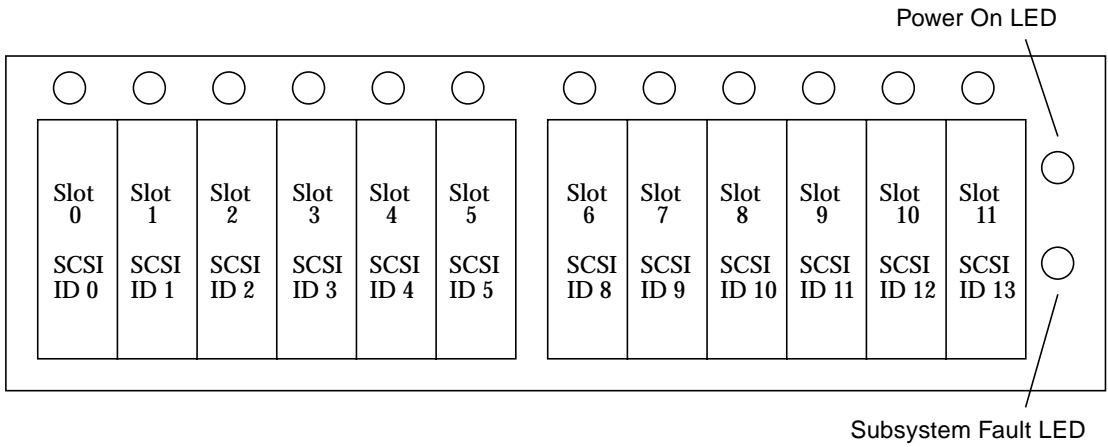 Power On LED
Slot 0
SCSI ID 0
Slot 1
SCSI ID 1
Slot 2
SCSI ID 2
Slot 3
SCSI ID 3
Slot 4
SCSI ID 4
Slot 5
SCSI ID 5
Slot 6
SCSI ID 8
Slot 7
SCSI ID 9
Slot 8
SCSI ID 10
Slot 9
SCSI ID 11
Slot 10
SCSI ID 12
Slot 11
SCSI ID 13
Subsystem Fault LED